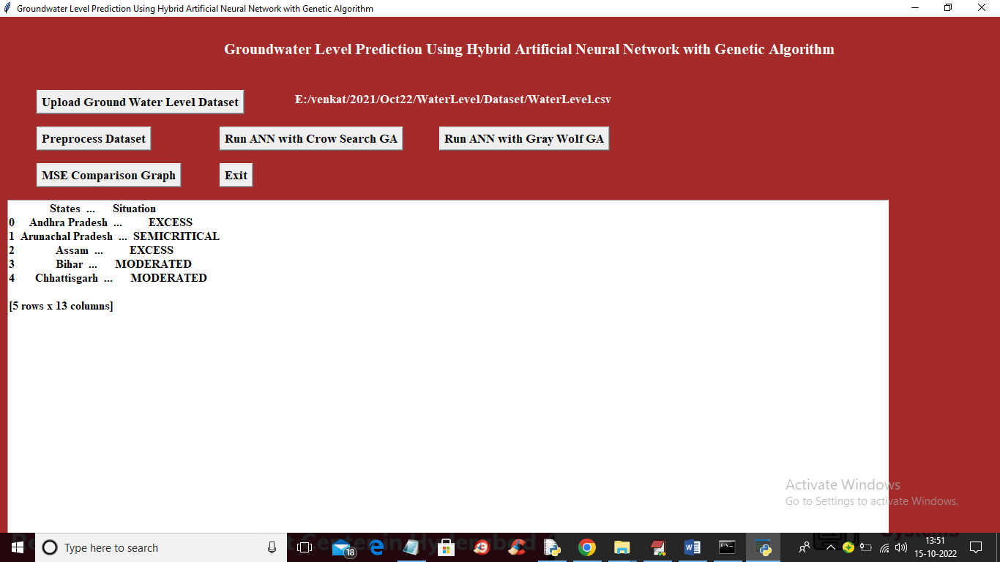 Groundwater Level Prediction Using Hybrid Artificial Neural Network with Genetic Algorithm
Groundwater Level Prediction Using Hybrid Artificial Neural Network with Genetic Algorithm
Upload Ground Water Level Dataset
E:/venkat/2021/Oct22/WaterLevel/Dataset/WaterLevel.csv
Preprocess Dataset
Run ANN with Crow Search GA
Run ANN with Gray Wolf GA
MSE Comparison Graph
Exit
States ... Situation
0 Andhra Pradesh ... EXCESS
1 Arunachal Pradesh ... SEMICRITICAL
2 Assam ... EXCESS
3 Bihar ... MODERATED
4 Chhattisgarh ... MODERATED
[5 rows x 13 columns]
Activate Windows
Go to Settings to activate Windows.
Type here to search
18
13:51
15-10-2022